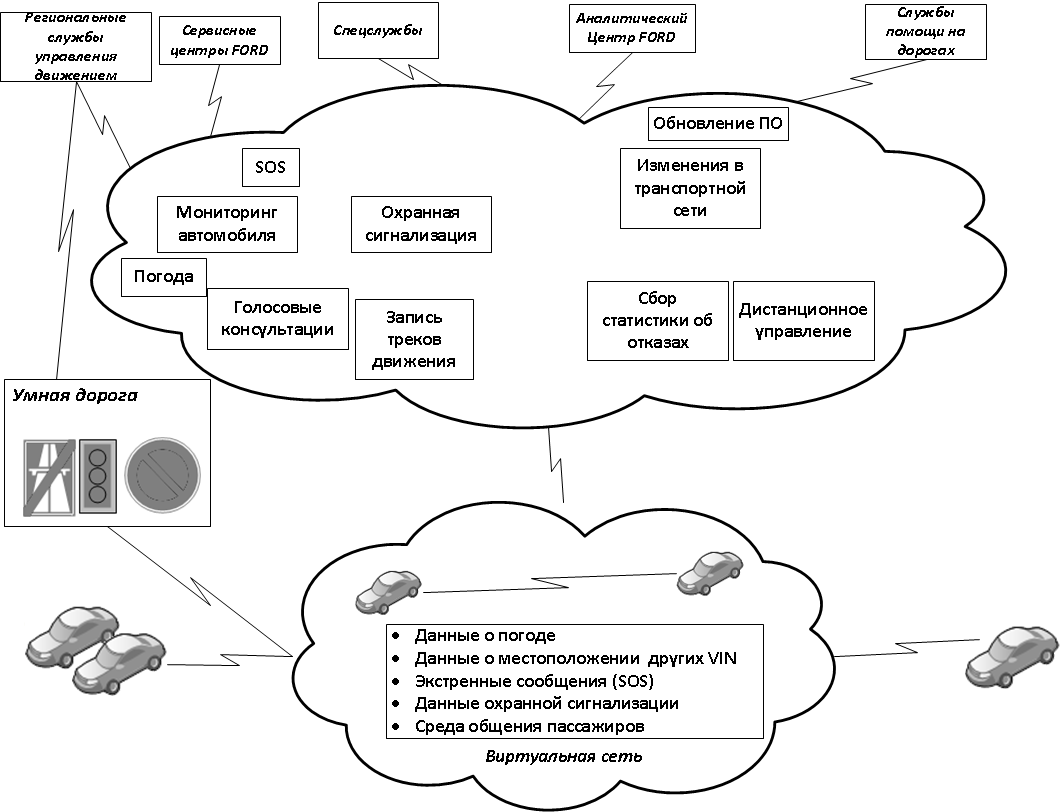 Региональные
службы
управления
движением
Сервисные
центры FORD
Спецслужбы
Аналитический
Центр FORD
Службы
помощи на
дорогах
Обновление ПО
SOS
Изменения в
транспортной
сети
Мониторинг
автомобиля
Охранная
сигнализация
Погода
Голосовые
консультации
Запись
треков
движения
Сбор
статистики об
отказах
Дистанционное
управление
Умная дорога
• Данные о погоде
• Данные о местоположении других VIN
• Экстренные сообщения (SOS)
• Данные охранной сигнализации
• Среда общения пассажиров
Виртуальная сеть